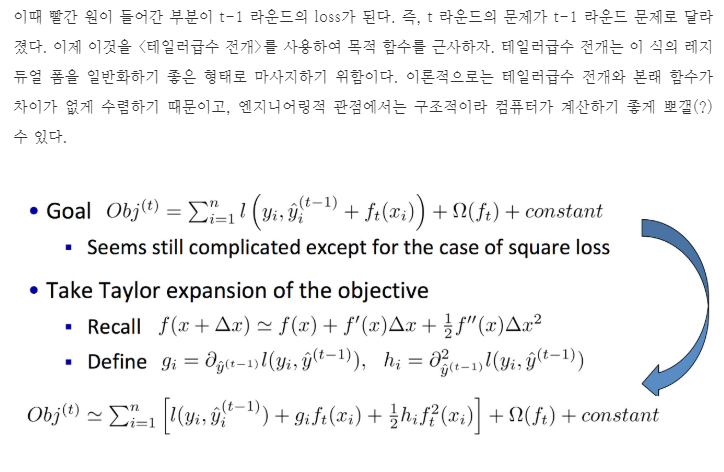 이때 빨간 원이 들어간 부분이 t-1 라운드의 loss가 된다. 즉, t 라운드의 문제가 t-1 라운드 문제로 달라
졌다. 이제 이것을 <테일러급수 전개>를 사용하여 목적 함수를 근사하자. 테일러급수 전개는 이 식의 레지
듀얼 폼을 일반화하기 좋은 형태로 마사지하기 위함이다. 이론적으로는 테일러급수 전개와 본래 함수가
차이가 없게 수렴하기 때문이고, 엔지니어링적 관점에서는 구조적이라 컴퓨터가 계산하기 좋게 뽀갤(?)
수 있다.
• Goal $Obj^{(t)} = \sum_{i=1}^{n} l\left(y_i, \hat{y}_i^{(t-1)} + f_t(x_i)\right) + \Omega(f_t) + constant$
▪ Seems still complicated except for the case of square loss
• Take Taylor expansion of the objective
▪ Recall $f(x + \Delta x) \simeq f(x) + f'(x)\Delta x + \frac{1}{2} f''(x)\Delta x^2$
▪ Define $g_i = \partial_{\hat{y}^{(t-1)}} l(y_i, \hat{y}^{(t-1)}), \quad h_i = \partial^2_{\hat{y}^{(t-1)}} l(y_i, \hat{y}^{(t-1)})$
$Obj^{(t)} \simeq \sum_{i=1}^{n} \left[ l(y_i, \hat{y}_i^{(t-1)}) + g_i f_t(x_i) + \frac{1}{2} h_i f_t^2(x_i) \right] + \Omega(f_t) + constant$